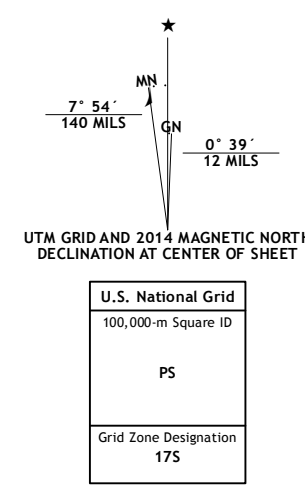 MN
GN
7° 54´
140 MILS
0° 39´
12 MILS
UTM GRID AND 2014 MAGNETIC NORTH
DECLINATION AT CENTER OF SHEET
U.S. National Grid
100,000-m Square ID
PS
Grid Zone Designation
17S